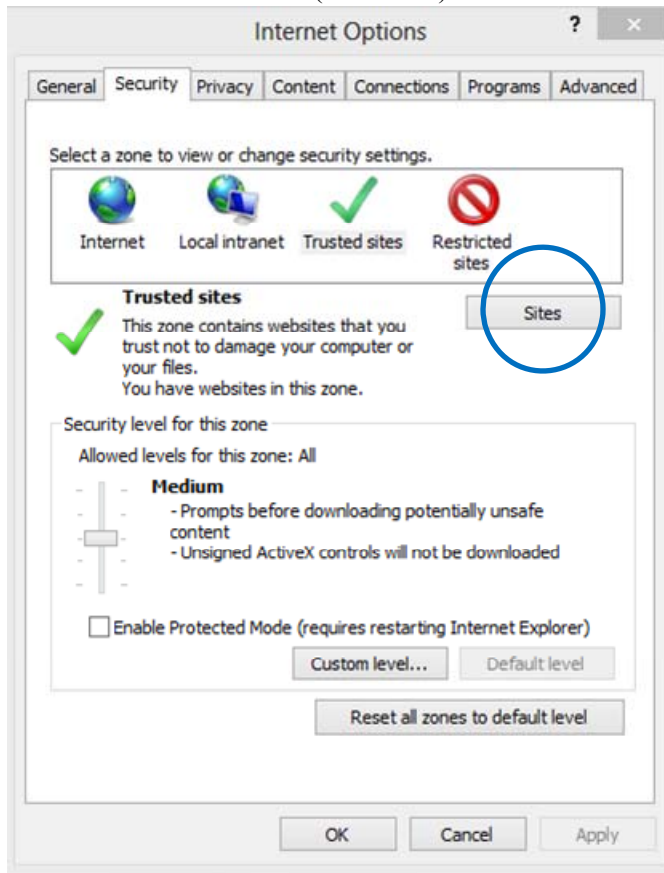 Internet Options
?
×
General Security Privacy Content Connections Programs Advanced
Select a zone to view or change security settings.
Internet Local intranet Trusted sites Restricted
sites
Trusted sites
Sites
This zone contains websites that you
trust not to damage your computer or
your files.
You have websites in this zone.
Security level for this zone
Allowed levels for this zone: All
Medium
- Prompts before downloading potentially unsafe
content
- Unsigned ActiveX controls will not be downloaded
Enable Protected Mode (requires restarting Internet Explorer)
Custom level... Default level
Reset all zones to default level
OK Cancel Apply